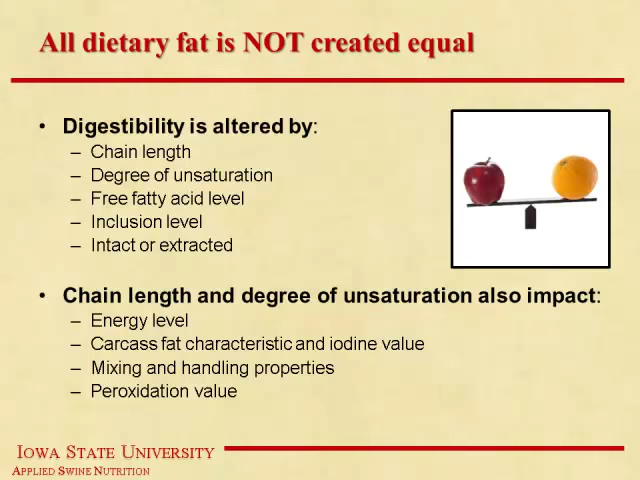 All dietary fat is NOT created equal
• Digestibility is altered by:
– Chain length
– Degree of unsaturation
– Free fatty acid level
– Inclusion level
– Intact or extracted
• Chain length and degree of unsaturation also impact:
– Energy level
– Carcass fat characteristic and iodine value
– Mixing and handling properties
– Peroxidation value
IOWA STATE UNIVERSITY
APPLIED SWINE NUTRITION